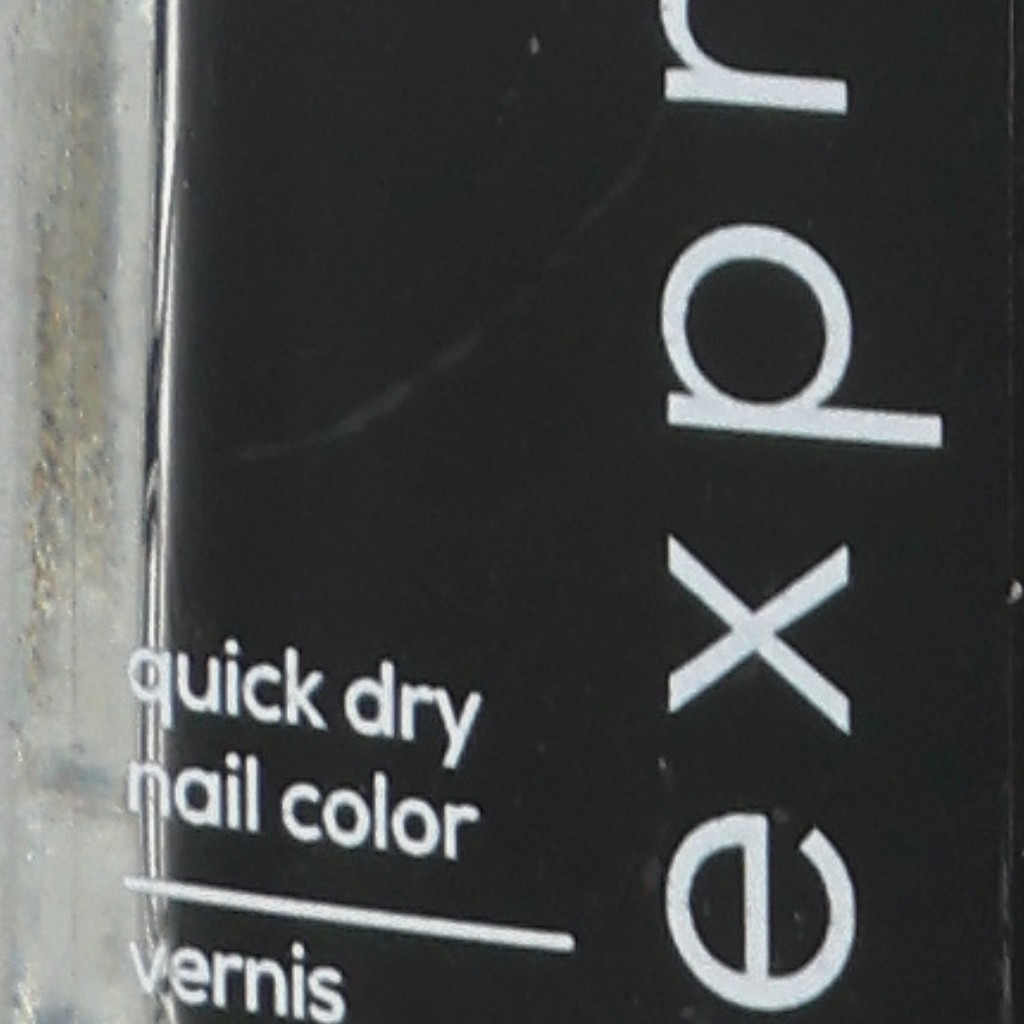 quick dry
nail color
vernis
expr